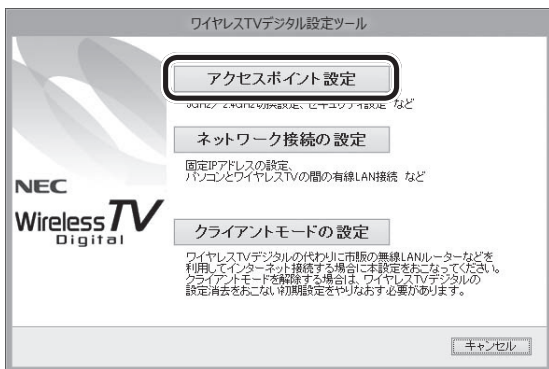 ワイヤレスTVデジタル設定ツール
アクセスポイント設定
5GHz／2.4GHz切換設定、セキュリティ設定 など
ネットワーク接続の設定
固定IPアドレスの設定、
パソコンとワイヤレスTVの間の有線LAN接続 など
NEC
Wireless TV
Digital
クライアントモードの設定
ワイヤレスTVデジタルの代わりに市販の無線LANルーターなどを
利用してインターネット接続する場合に本設定をおこなってください。
クライアントモードを解除する場合は、ワイヤレスTVデジタルの
設定消去をおこない初期設定をやりなおす必要があります。
キャンセル